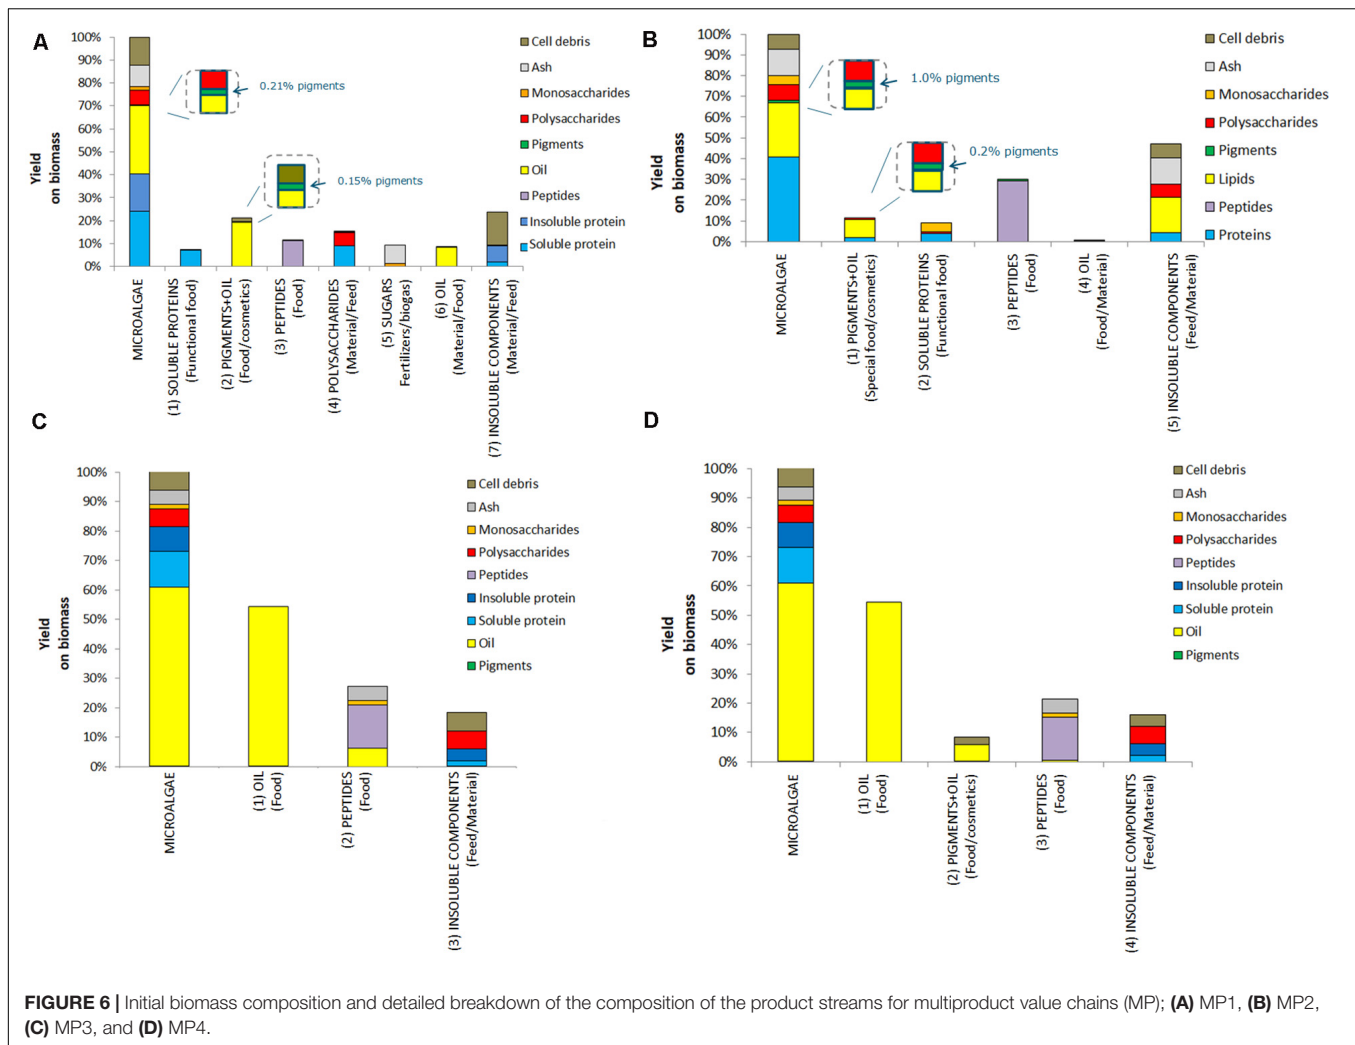 A
100%
90%
80%
70%
60%
50%
40%
30%
20%
10%
0%
Yield
on biomass
0.21% pigments
0.15% pigments
Cell debris
Ash
Monosaccharides
Polysaccharides
Pigments
Oil
Peptides
Insoluble protein
Soluble protein
MICROALGAE
(1) SOLUBLE PROTEINS
(Functional food)
(2) PIGMENTS+OIL
(Food/cosmetics)
(3) PEPTIDES
(Food)
(4) POLYSACCHARIDES
(Material/Feed)
(5) SUGARS
Fertilizers/biogas)
(6) OIL
(Material/Food)
(7) INSOLUBLE COMPONENTS
(Material/Feed)
B
100%
90%
80%
70%
60%
50%
40%
30%
20%
10%
0%
Yield
on biomass
1.0% pigments
0.2% pigments
Cell debris
Ash
Monosaccharides
Polysaccharides
Pigments
Lipids
Peptides
Proteins
MICROALGAE
(1) PIGMENTS+OIL
(Special food/cosmetics)
(2) SOLUBLE PROTEINS
(Functional food)
(3) PEPTIDES
(Food)
(4) OIL
(Food/Material)
(5) INSOLUBLE COMPONENTS
(Feed/Material)
C
100%
90%
80%
70%
60%
50%
40%
30%
20%
10%
0%
Yield
on biomass
Cell debris
Ash
Monosaccharides
Polysaccharides
Peptides
Insoluble protein
Soluble protein
Oil
Pigments
MICROALGAE
(1) OIL
(Food)
(2) PEPTIDES
(Food)
(3) INSOLUBLE COMPONENTS
(Feed/Material)
D
100%
90%
80%
70%
60%
50%
40%
30%
20%
10%
0%
Yield
on biomass
Cell debris
Ash
Monosaccharides
Polysaccharides
Peptides
Insoluble protein
Soluble protein
Oil
Pigments
MICROALGAE
(1) OIL
(Food)
(2) PIGMENTS+OIL
(Food/cosmetics)
(3) PEPTIDES
(Food)
(4) INSOLUBLE COMPONENTS
(Feed/Material)
FIGURE 6 | Initial biomass composition and detailed breakdown of the composition of the product streams for multiproduct value chains (MP); (A) MP1, (B) MP2,
(C) MP3, and (D) MP4.